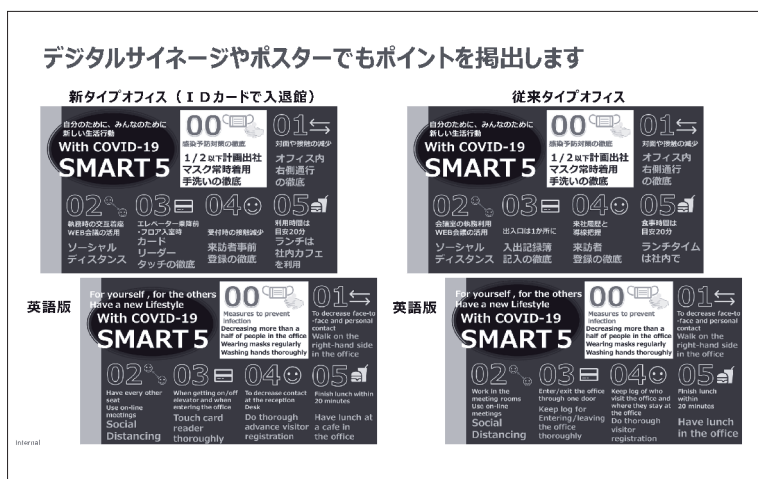 デジタルサイネージやポスターでもポイントを掲出します
新タイプオフィス（ＩＤカードで入退館）
自分のために、みんなのために
新しい生活行動
With COVID-19
SMART 5
00
感染予防対策の徹底
1/2以下計画出社
マスク常時着用
手洗いの徹底
01
対面や接触の減少
オフィス内
右側通行
の徹底
02
執務時の交互着座
WEB会議の活用
ソーシャル
ディスタンス
03
エレベーター乗降前
・フロア入室時
カード
リーダー
タッチの徹底
04
受付時の接触減少
来訪者事前
登録の徹底
05
利用時間は
目安20分
ランチは
社内カフェ
を利用
従来タイプオフィス
自分のために、みんなのために
新しい生活行動
With COVID-19
SMART 5
00
感染予防対策の徹底
1/2以下計画出社
マスク常時着用
手洗いの徹底
01
対面や接触の減少
オフィス内
右側通行
の徹底
02
会議室の執務利用
WEB会議の活用
ソーシャル
ディスタンス
03
出入口は1か所に
入出記録簿
記入の徹底
04
来社履歴と
導線把握
来訪者
登録の徹底
05
食事時間は
目安20分
ランチタイム
は社内で
英語版
For yourself , for the others
Have a new Lifestyle
With COVID-19
SMART 5
00
Measures to prevent
infection
Decreasing more than a
half of people in the office
Wearing masks regularly
Washing hands thoroughly
01
To decrease face-to
-face and personal
contact
Walk on the
right-hand side
in the office
02
Have every other
seat
Use on-line
meetings
Social
Distancing
03
When getting on/off
elevator and when
entering the office
Touch card
reader
thoroughly
04
To decrease contact
at the reception
Desk
Do thorough
advance visitor
registration
05
Finish lunch within
20 minutes
Have lunch at
a cafe in
the office
英語版
For yourself , for the others
Have a new Lifestyle
With COVID-19
SMART 5
00
Measures to prevent
infection
Decreasing more than a
half of people in the office
Wearing masks regularly
Washing hands thoroughly
01
To decrease face-to
-face and personal
contact
Walk on the
right-hand side
in the office
02
Work in the
meeting rooms
Use on-line
meetings
Social
Distancing
03
Enter/exit the office
through one door
Keep log for
Entering/leaving
the office
thoroughly
04
Keep log of who
visit the office and
where they stay at
the office
Do thorough
visitor
registration
05
Finish lunch
within
20 minutes
Have lunch
in the office
Internal